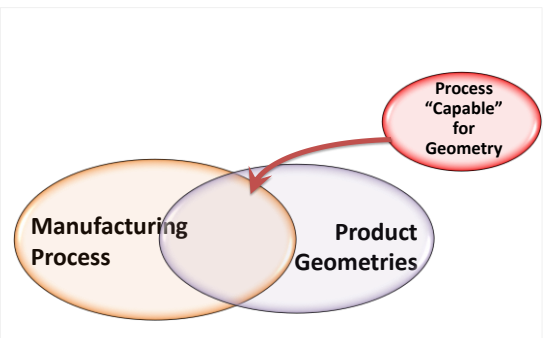 Process
“Capable”
for
Geometry
Manufacturing
Process
Product
Geometries